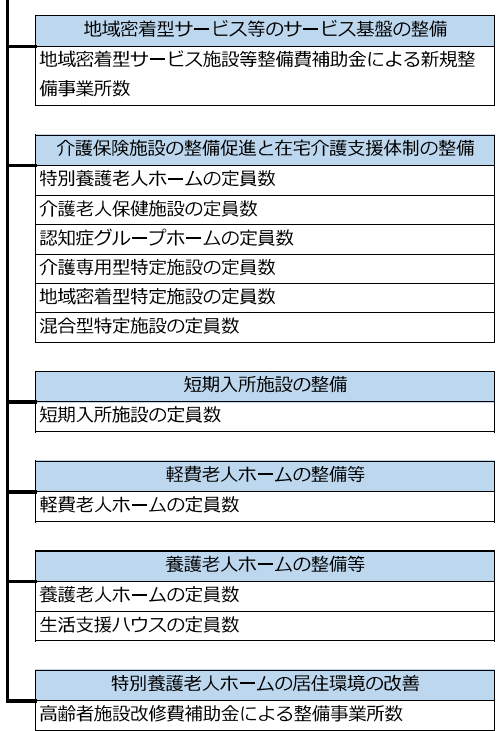 地域密着型サービス等のサービス基盤の整備
地域密着型サービス施設等整備費補助金による新規整
備事業所数
介護保険施設の整備促進と在宅介護支援体制の整備
特別養護老人ホームの定員数
介護老人保健施設の定員数
認知症グループホームの定員数
介護専用型特定施設の定員数
地域密着型特定施設の定員数
混合型特定施設の定員数
短期入所施設の整備
短期入所施設の定員数
軽費老人ホームの整備等
軽費老人ホームの定員数
養護老人ホームの整備等
養護老人ホームの定員数
生活支援ハウスの定員数
特別養護老人ホームの居住環境の改善
高齢者施設改修費補助金による整備事業所数